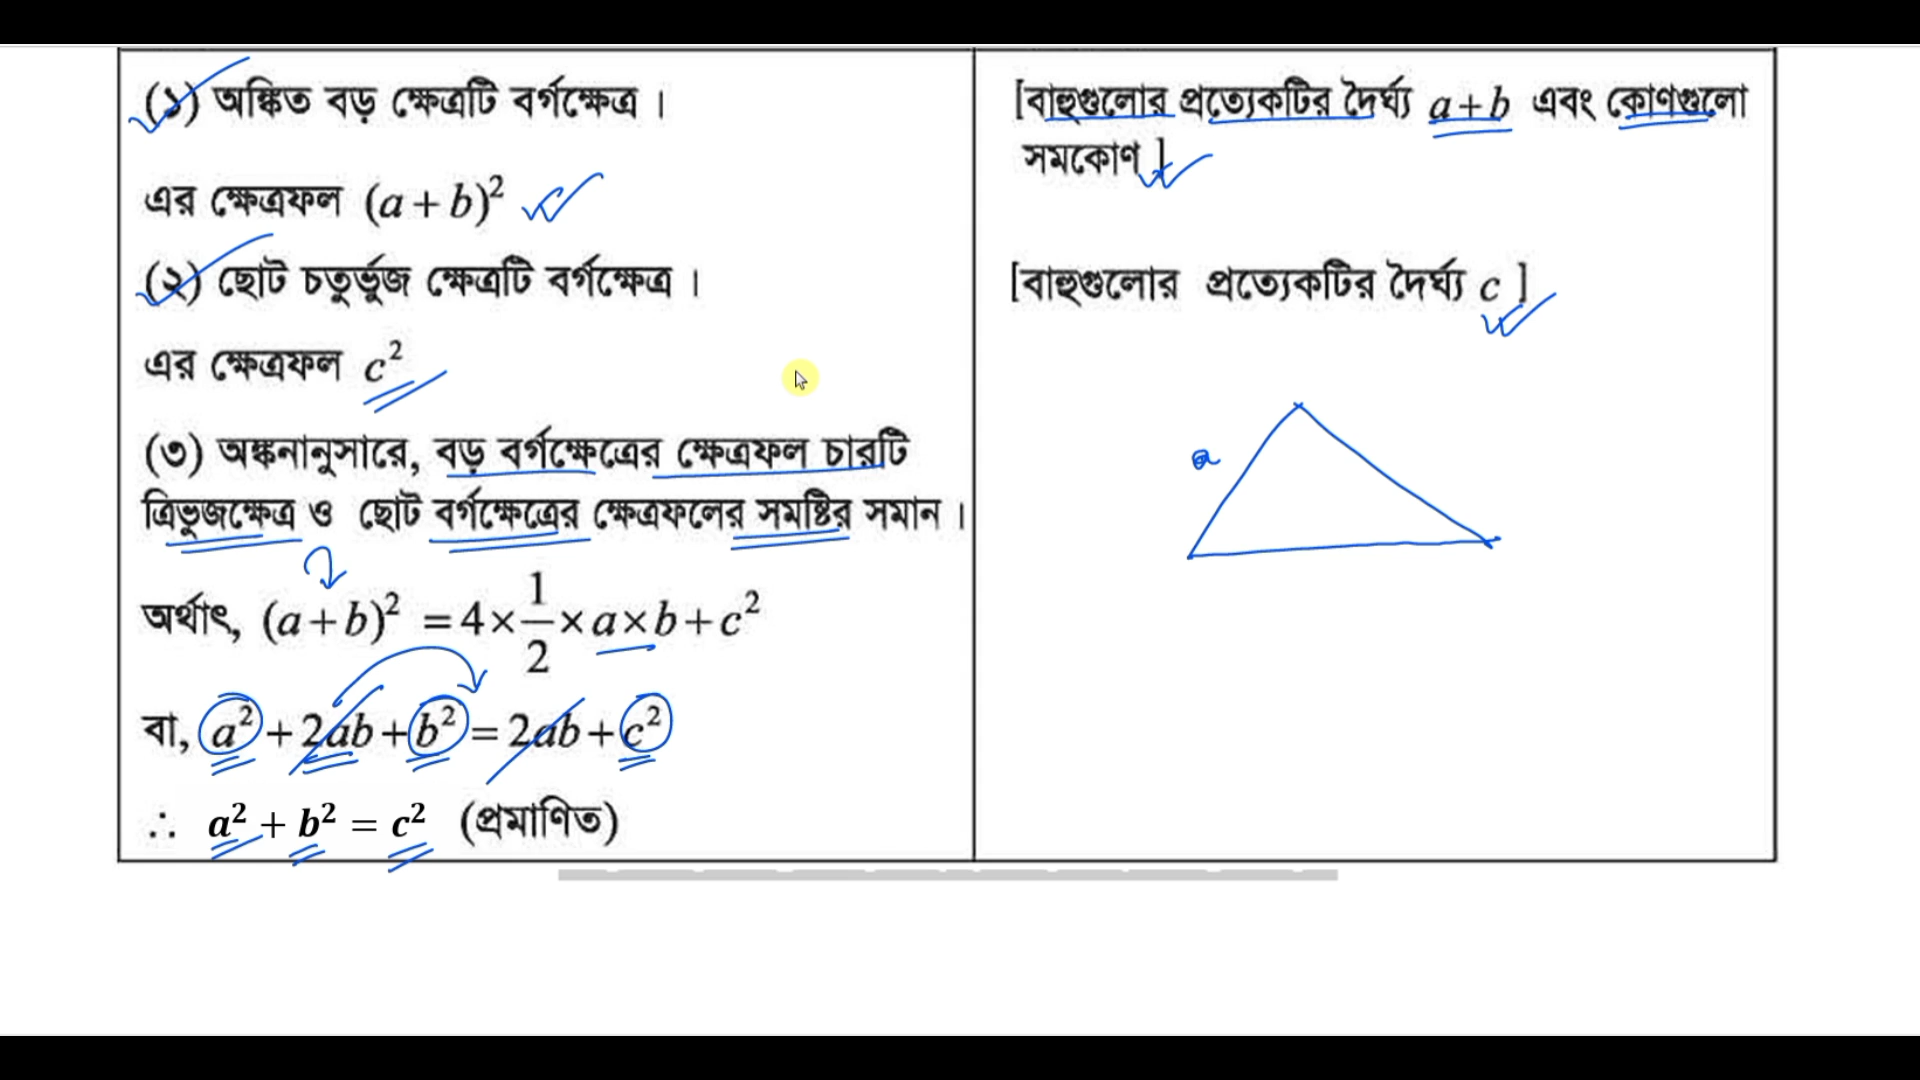 (১) অঙ্কিত বড় ক্ষেত্রটি বর্গক্ষেত্র।
এর ক্ষেত্রফল (a + b)²
(২) ছোট চতুর্ভুজ ক্ষেত্রটি বর্গক্ষেত্র।
এর ক্ষেত্রফল c²
(৩) অঙ্কনানুসারে, বড় বর্গক্ষেত্রের ক্ষেত্রফল চারটি
ত্রিভুজক্ষেত্র ও ছোট বর্গক্ষেত্রের ক্ষেত্রফলের সমষ্টির সমান।
অর্থাৎ, (a+b)² = 4×1/2×a×b+c²
বা, a² + 2ab + b² = 2ab + c²
∴ a² + b² = c² (প্রমাণিত)
[বাহুগুলোর প্রত্যেকটির দৈর্ঘ্য a+b এবং কোণগুলো
সমকোণ]
[বাহুগুলোর প্রত্যেকটির দৈর্ঘ্য c]
a